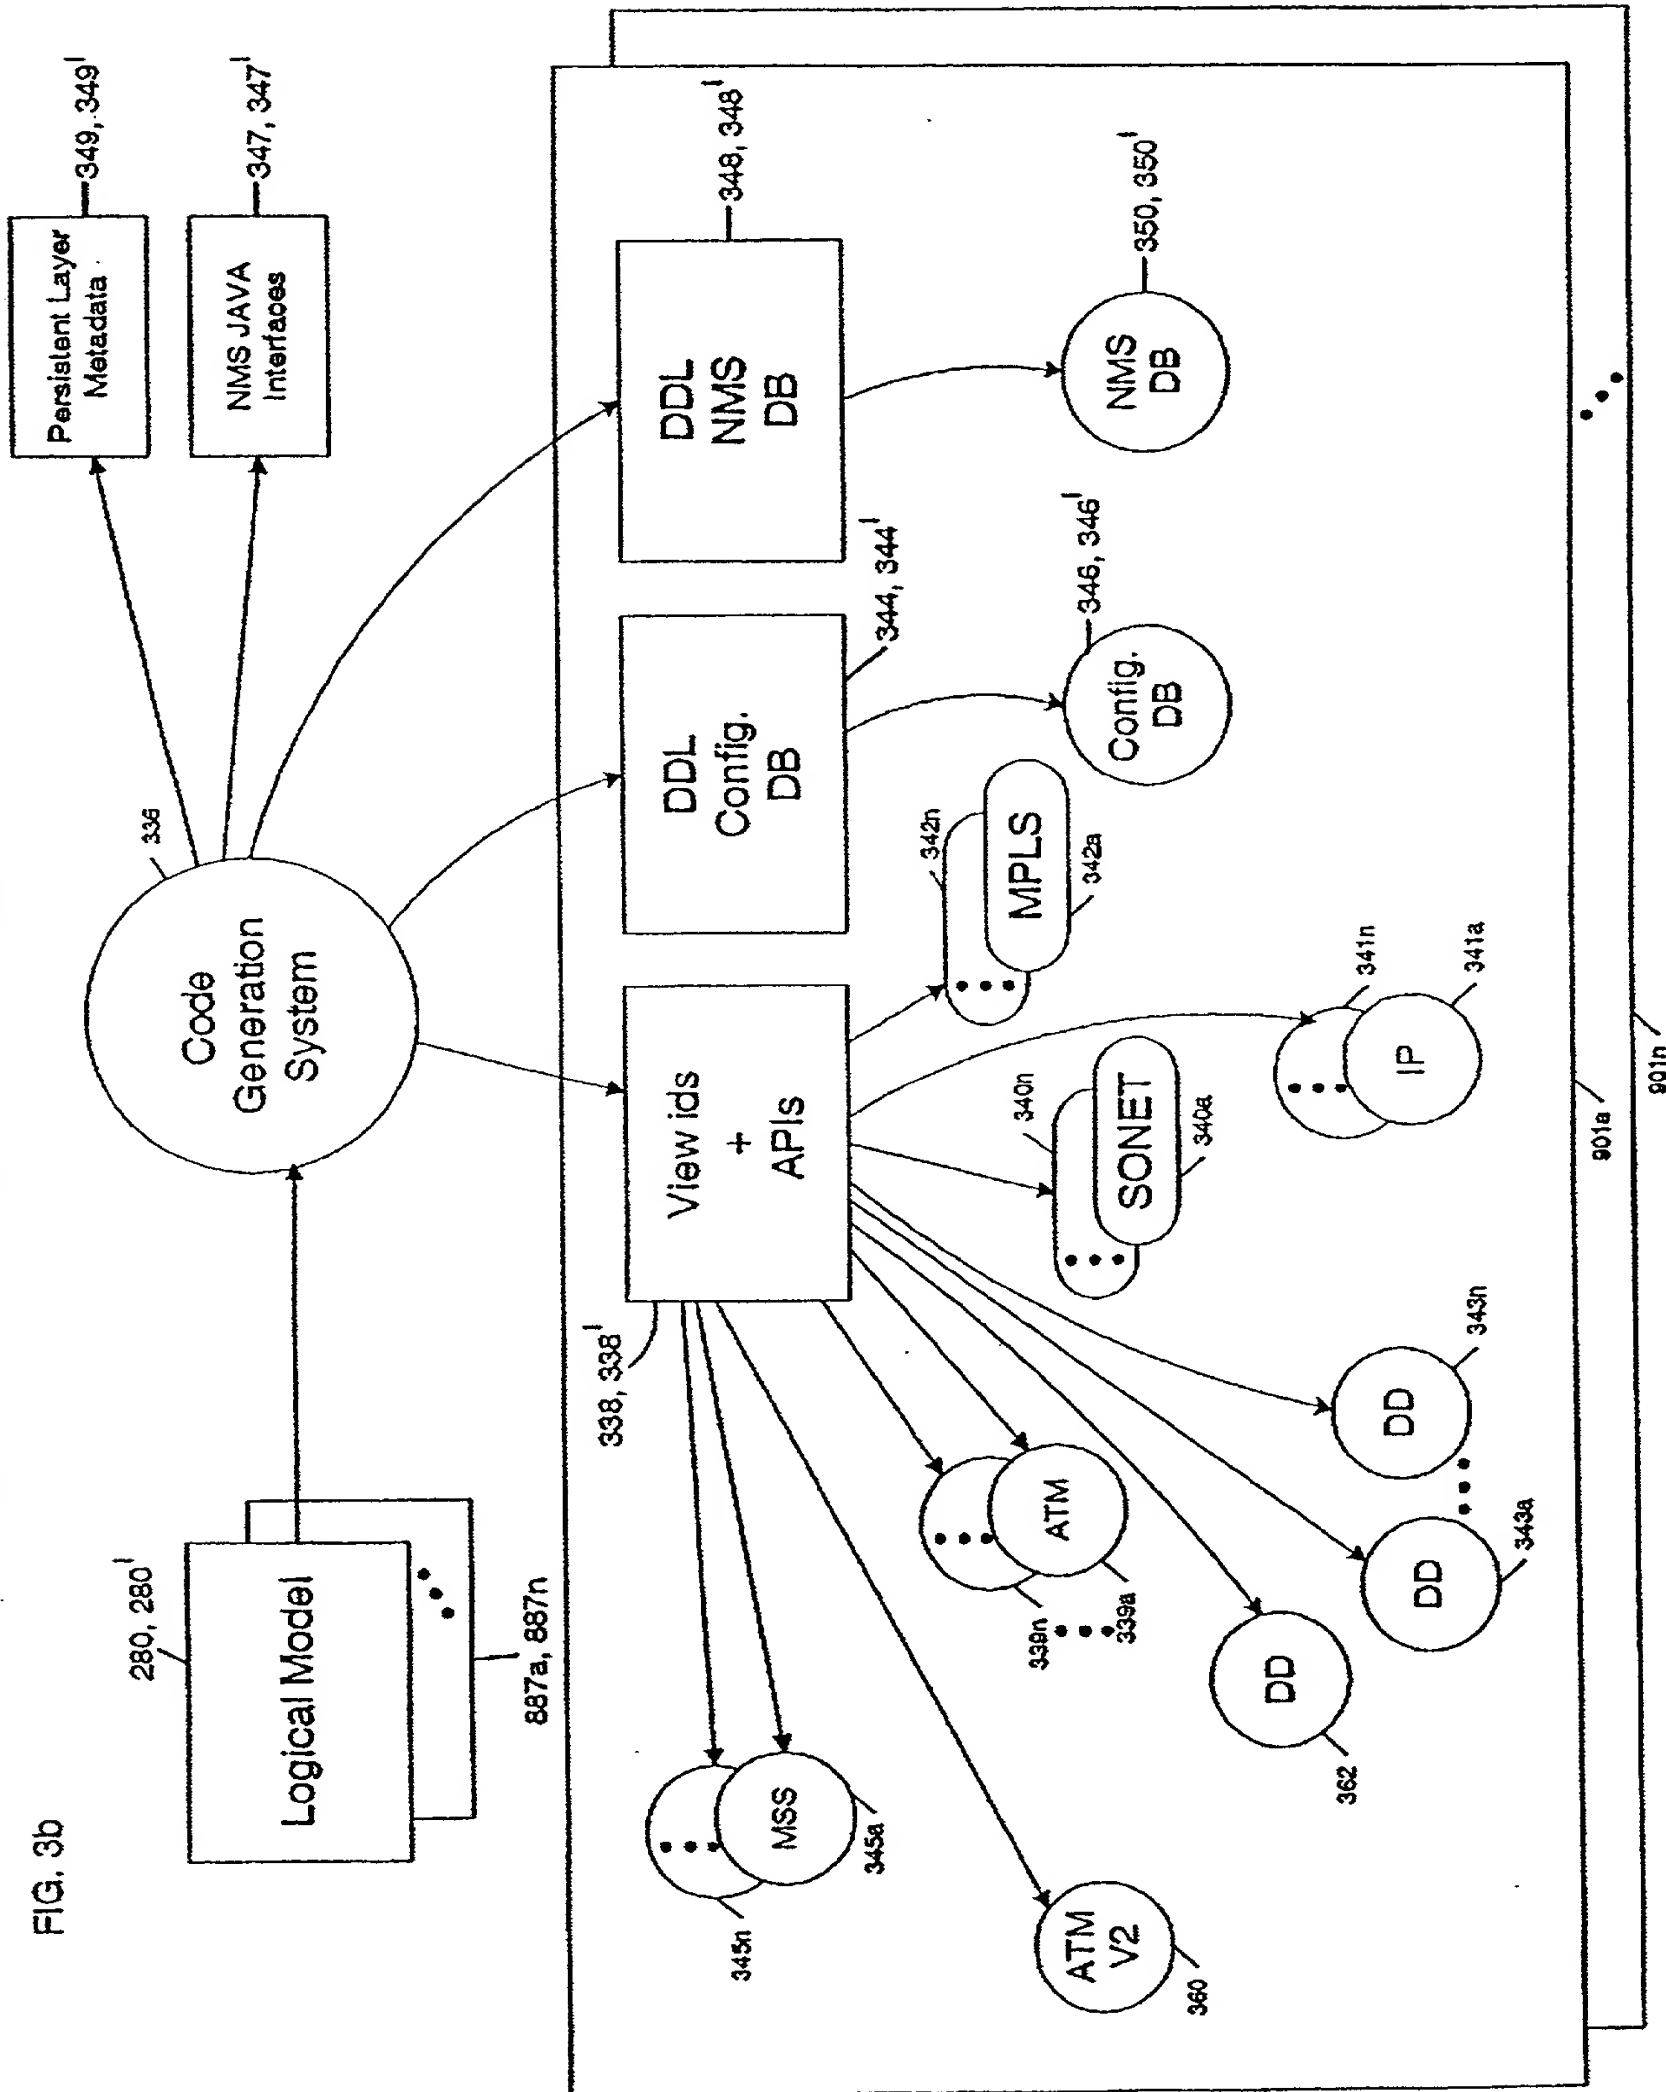 FIG. 3b
280, 280'
Logical Model
887a, 887n
336
Code
Generation
System
Persistent Layer
Metadata
349, 349'
NMS JAVA
Interfaces
347, 347'
338, 338'
View ids
+
APIs
DDL
Config.
DB
344, 344'
DDL
NMS
DB
348, 348'
345n
MSS
345a
ATM
V2
360
339n
ATM
339a
DD
362
DD
343a
DD
343n
340n
SONET
340a
341n
IP
341a
342n
MPLS
342a
Config.
DB
346, 346'
NMS
DB
350, 350'
901a
901n